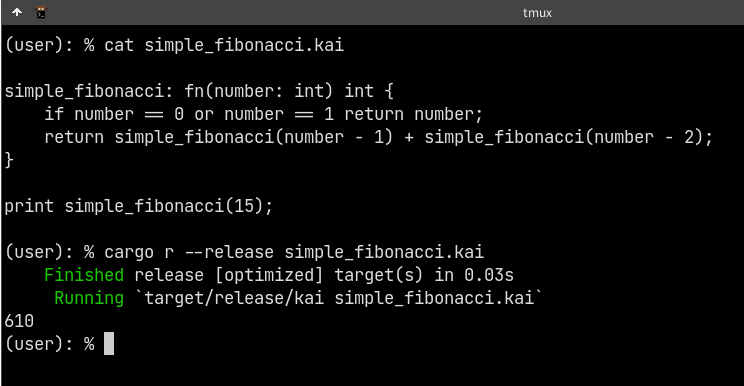 tmux
(user): % cat simple_fibonacci.kai
simple_fibonacci: fn(number: int) int {
    if number == 0 or number == 1 return number;
    return simple_fibonacci(number - 1) + simple_fibonacci(number - 2);
}
print simple_fibonacci(15);
(user): % cargo r --release simple_fibonacci.kai
    Finished release [optimized] target(s) in 0.03s
     Running `target/release/kai simple_fibonacci.kai`
610
(user): %